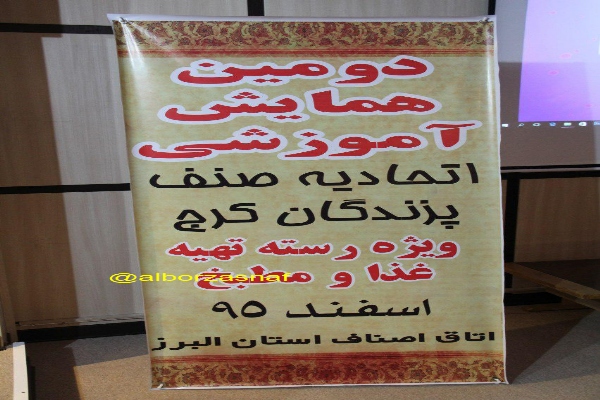 دومین
همایش
آموزشی
اتحادیه صنف
پزندگان کرج
ویژه رسته تهیه
غذا و مطبخ
@alborzasnaf
اسفند ۹۵
اتاق اصناف استان البرز